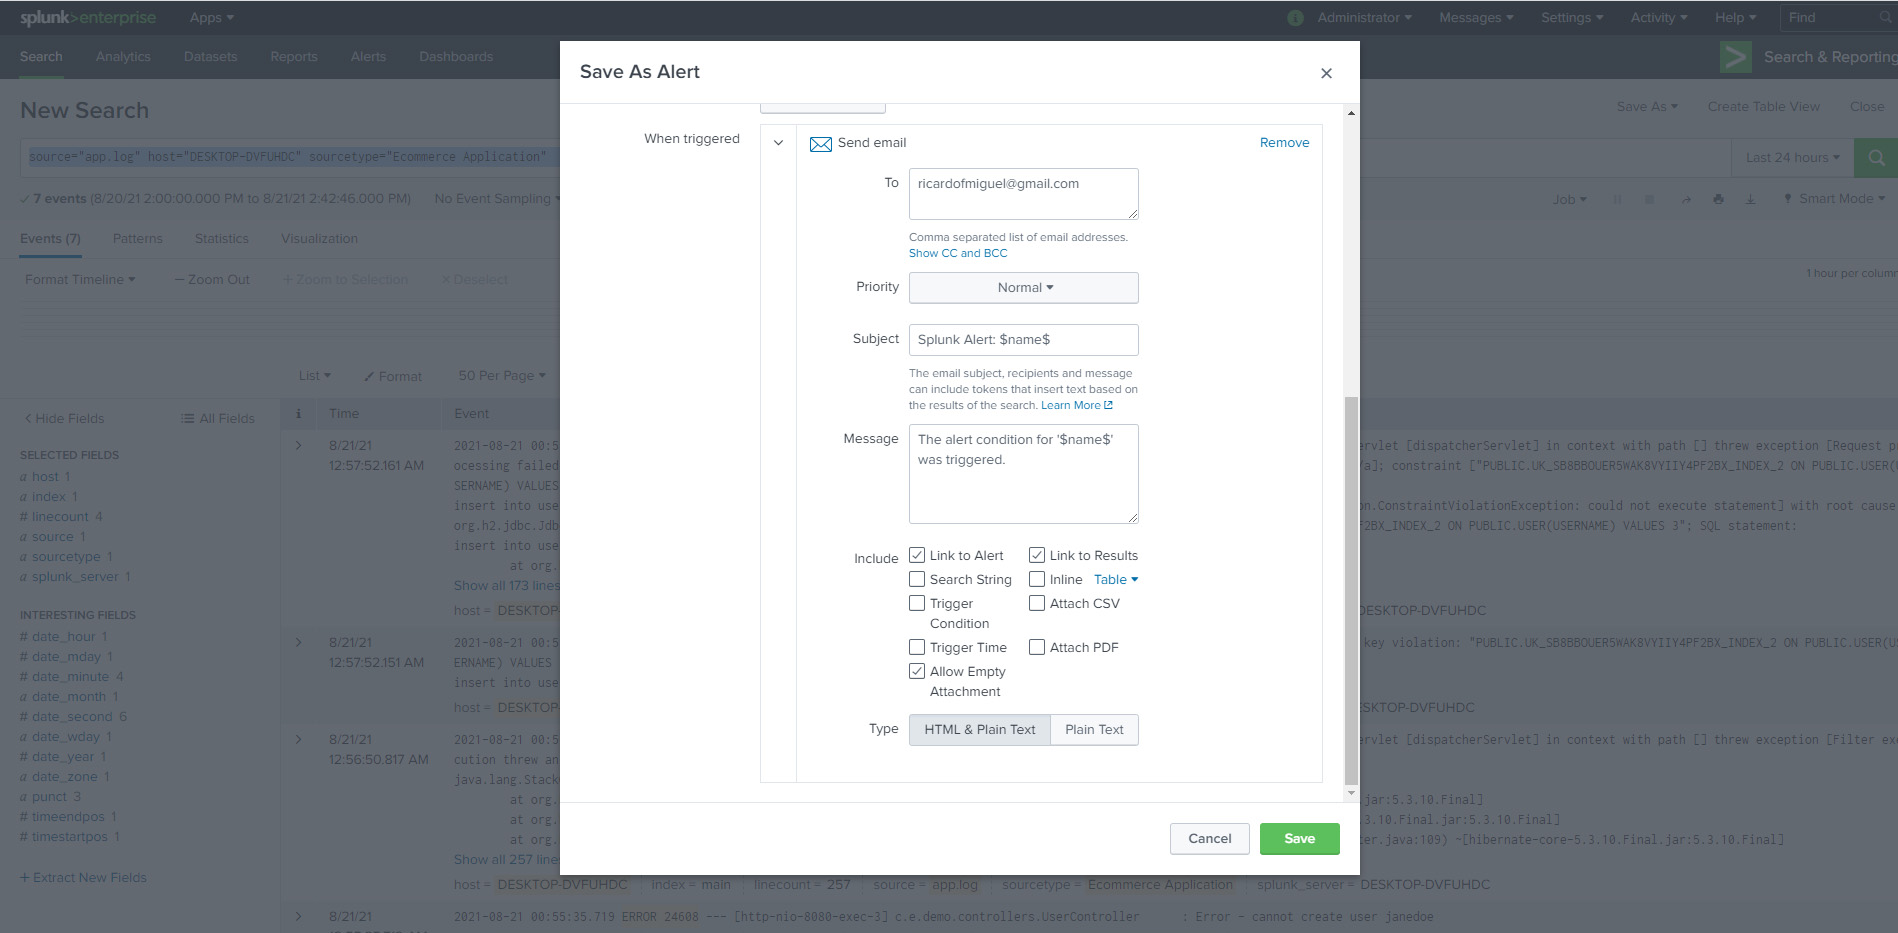 splunk>enterprise Apps Administrator Messages Settings Activity Help Find
Search Analytics Datasets Reports Alerts Dashboards Search & Reporting
New Search Save As Create Table View Close
source="app.log" host="DESKTOP-DVFUHDC" sourcetype="Ecommerce Application" Last 24 hours
7 events (8/20/21 2:00:00.000 PM to 8/21/21 2:42:46.000 PM) No Event Sampling Job Smart Mode
Events (7) Patterns Statistics Visualization
Format Timeline — Zoom Out + Zoom to Selection × Deselect 1 hour per column
List Format 50 Per Page
Hide Fields All Fields
SELECTED FIELDS
a host 1
a index 1
# linecount 4
a source 1
a sourcetype 1
a splunk_server 1
INTERESTING FIELDS
# date_hour 1
# date_mday 1
# date_minute 4
a date_month 1
# date_second 6
a date_wday 1
# date_year 1
a date_zone 1
a punct 3
# timeendpos 1
# timestartpos 1
+ Extract New Fields
i Time Event
8/21/21
12:57:52.161 AM
2021-08-21 00:5
ervlet [dispatcherServlet] in context with path [] threw exception [Request p
ocessing failed
/a]; constraint ["PUBLIC.UK_SB8BBOUER5WAK8VYIIY4PF2BX_INDEX_2 ON PUBLIC.USER(U
SERNAME) VALUES
insert into use
on.ConstraintViolationException: could not execute statement] with root cause
org.h2.jdbc.Jdb
F2BX_INDEX_2 ON PUBLIC.USER(USERNAME) VALUES 3"; SQL statement:
insert into use
at org.
Show all 173 lines
host = DESKTOP- DESKTOP-DVFUHDC
8/21/21
12:57:52.151 AM
2021-08-21 00:5
key violation: "PUBLIC.UK_SB8BBOUER5WAK8VYIIY4PF2BX_INDEX_2 ON PUBLIC.USER(US
ERNAME) VALUES
insert into use
host = DESKTOP- ESKTOP-DVFUHDC
8/21/21
12:56:50.817 AM
2021-08-21 00:5
ervlet [dispatcherServlet] in context with path [] threw exception [Filter exe
cution threw an
java.lang.Stack
at org. jar:5.3.10.Final]
at org. 3.10.Final.jar:5.3.10.Final]
at org. ter.java:109) ~[hibernate-core-5.3.10.Final.jar:5.3.10.Final]
Show all 257 lines
host = DESKTOP-DVFUHDC index = main linecount = 257 source = app.log sourcetype = Ecommerce Application splunk_server = DESKTOP-DVFUHDC
8/21/21
2021-08-21 00:55:35.719 ERROR 24608 --- [http-nio-8080-exec-3] c.e.demo.controllers.UserController : Error - cannot create user janedoe
Save As Alert
When triggered
Send email Remove
To ricardofmiguel@gmail.com
Comma separated list of email addresses.
Show CC and BCC
Priority Normal
Subject Splunk Alert: $name$
The email subject, recipients and message
can include tokens that insert text based on
the results of the search. Learn More
Message The alert condition for '$name$'
was triggered.
Include Link to Alert Link to Results
Search String Inline Table
Trigger Attach CSV
Condition
Trigger Time Attach PDF
Allow Empty
Attachment
Type HTML & Plain Text Plain Text
Cancel Save